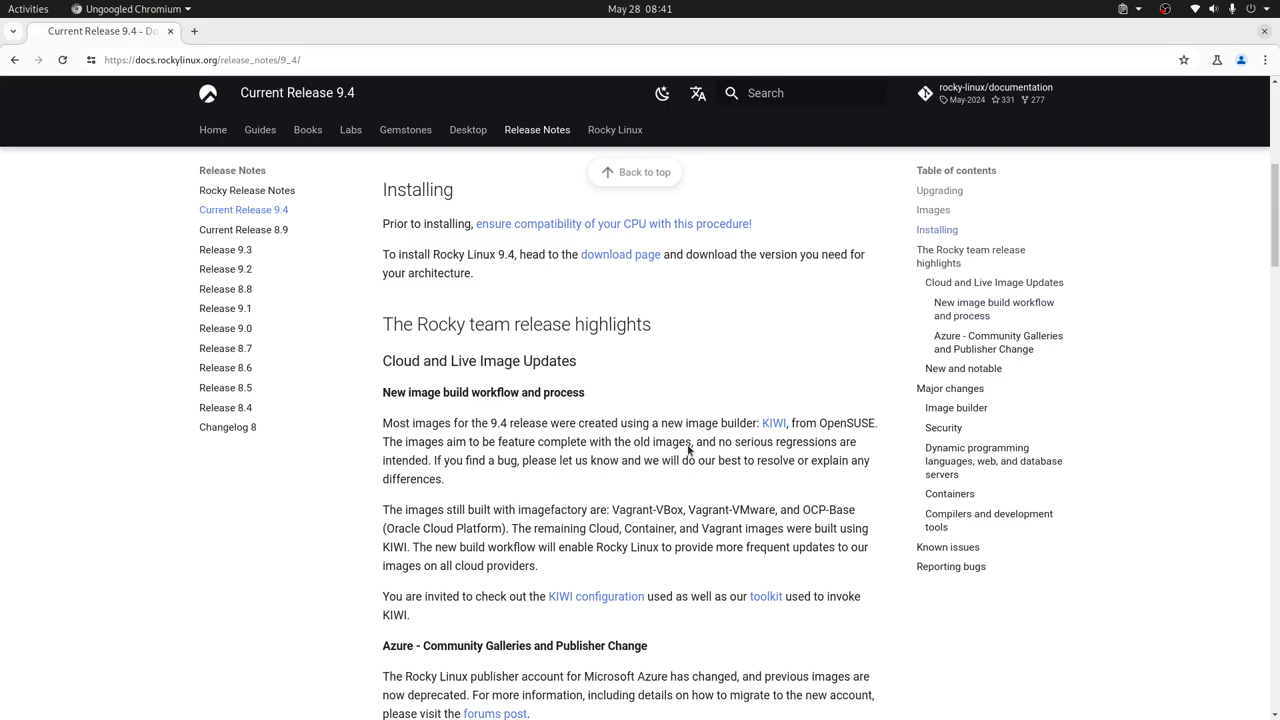 Activities
Ungoogled Chromium
May 28 08:41
Current Release 9.4 - Do
https://docs.rockylinux.org/release_notes/9_4/
Current Release 9.4
Search
rocky-linux/documentation
May-2024 331 277
Home
Guides
Books
Labs
Gemstones
Desktop
Release Notes
Rocky Linux
Release Notes
Rocky Release Notes
Current Release 9.4
Current Release 8.9
Release 9.3
Release 9.2
Release 8.8
Release 9.1
Release 9.0
Release 8.7
Release 8.6
Release 8.5
Release 8.4
Changelog 8
Back to top
Installing
Prior to installing, ensure compatibility of your CPU with this procedure!
To install Rocky Linux 9.4, head to the download page and download the version you need for
your architecture.
The Rocky team release highlights
Cloud and Live Image Updates
New image build workflow and process
Most images for the 9.4 release were created using a new image builder: KIWI, from OpenSUSE.
The images aim to be feature complete with the old images, and no serious regressions are
intended. If you find a bug, please let us know and we will do our best to resolve or explain any
differences.
The images still built with imagefactory are: Vagrant-VBox, Vagrant-VMware, and OCP-Base
(Oracle Cloud Platform). The remaining Cloud, Container, and Vagrant images were built using
KIWI. The new build workflow will enable Rocky Linux to provide more frequent updates to our
images on all cloud providers.
You are invited to check out the KIWI configuration used as well as our toolkit used to invoke
KIWI.
Azure - Community Galleries and Publisher Change
The Rocky Linux publisher account for Microsoft Azure has changed, and previous images are
now deprecated. For more information, including details on how to migrate to the new account,
please visit the forums post.
Table of contents
Upgrading
Images
Installing
The Rocky team release
highlights
Cloud and Live Image Updates
New image build workflow
and process
Azure - Community Galleries
and Publisher Change
New and notable
Major changes
Image builder
Security
Dynamic programming
languages, web, and database
servers
Containers
Compilers and development
tools
Known issues
Reporting bugs